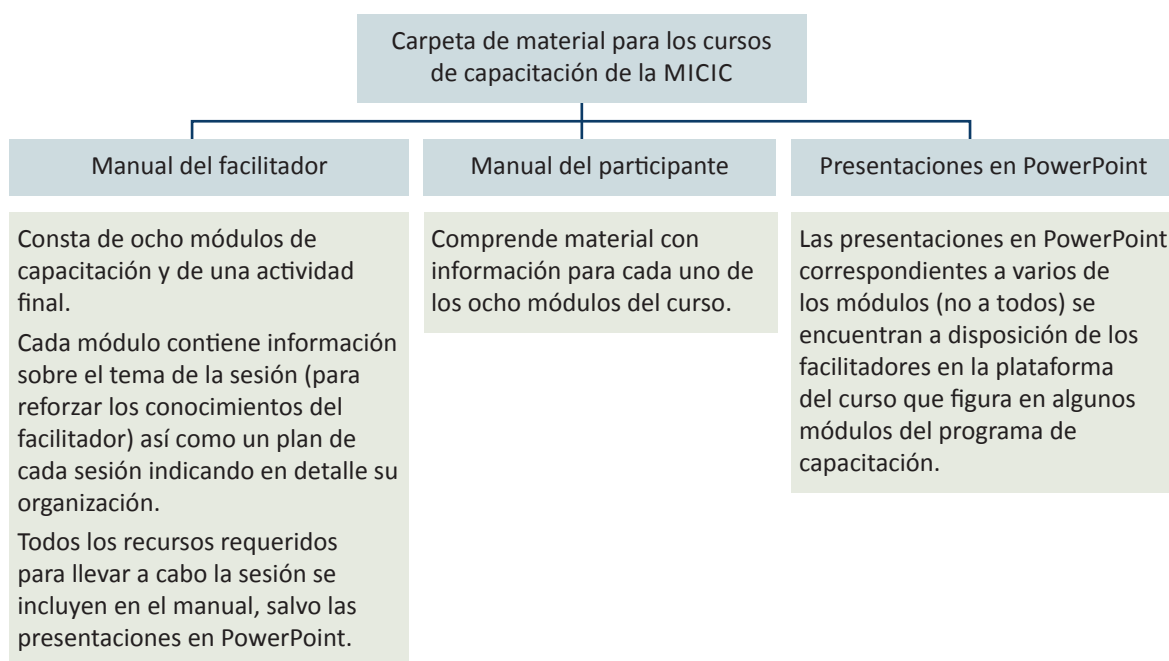 Carpeta de material para los cursos
de capacitación de la MICIC
Manual del facilitador
Consta de ocho módulos de
capacitación y de una actividad
final.
Cada módulo contiene información
sobre el tema de la sesión (para
reforzar los conocimientos del
facilitador) así como un plan de
cada sesión indicando en detalle su
organización.
Todos los recursos requeridos
para llevar a cabo la sesión se
incluyen en el manual, salvo las
presentaciones en PowerPoint.
Manual del participante
Comprende material con
información para cada uno de
los ocho módulos del curso.
Presentaciones en PowerPoint
Las presentaciones en PowerPoint
correspondientes a varios de
los módulos (no a todos) se
encuentran a disposición de los
facilitadores en la plataforma
del curso que figura en algunos
módulos del programa de
capacitación.